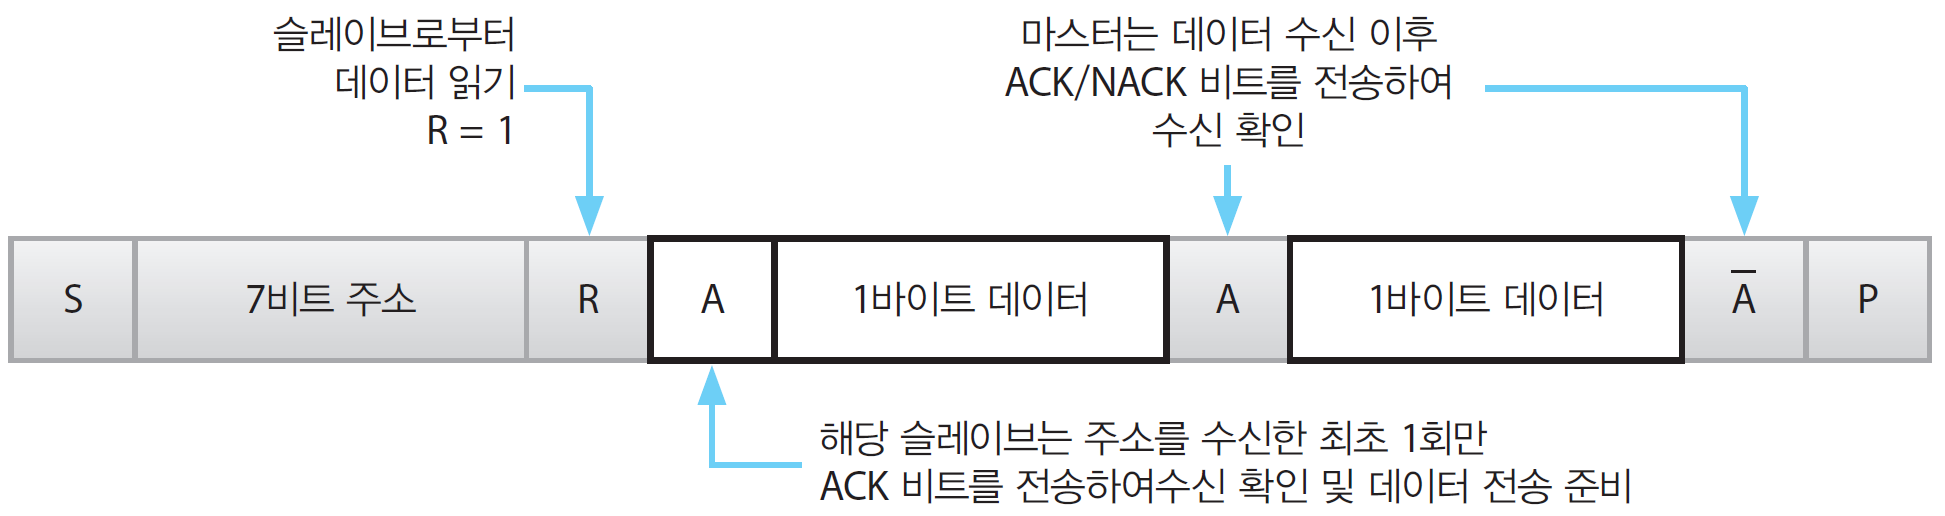 슬레이브로부터
데이터 읽기
R = 1
마스터는 데이터 수신 이후
ACK/NACK 비트를 전송하여
수신 확인
S
7비트 주소
R
A
1바이트 데이터
A
1바이트 데이터
A̅
P
해당 슬레이브는 주소를 수신한 최초 1회만
ACK 비트를 전송하여수신 확인 및 데이터 전송 준비